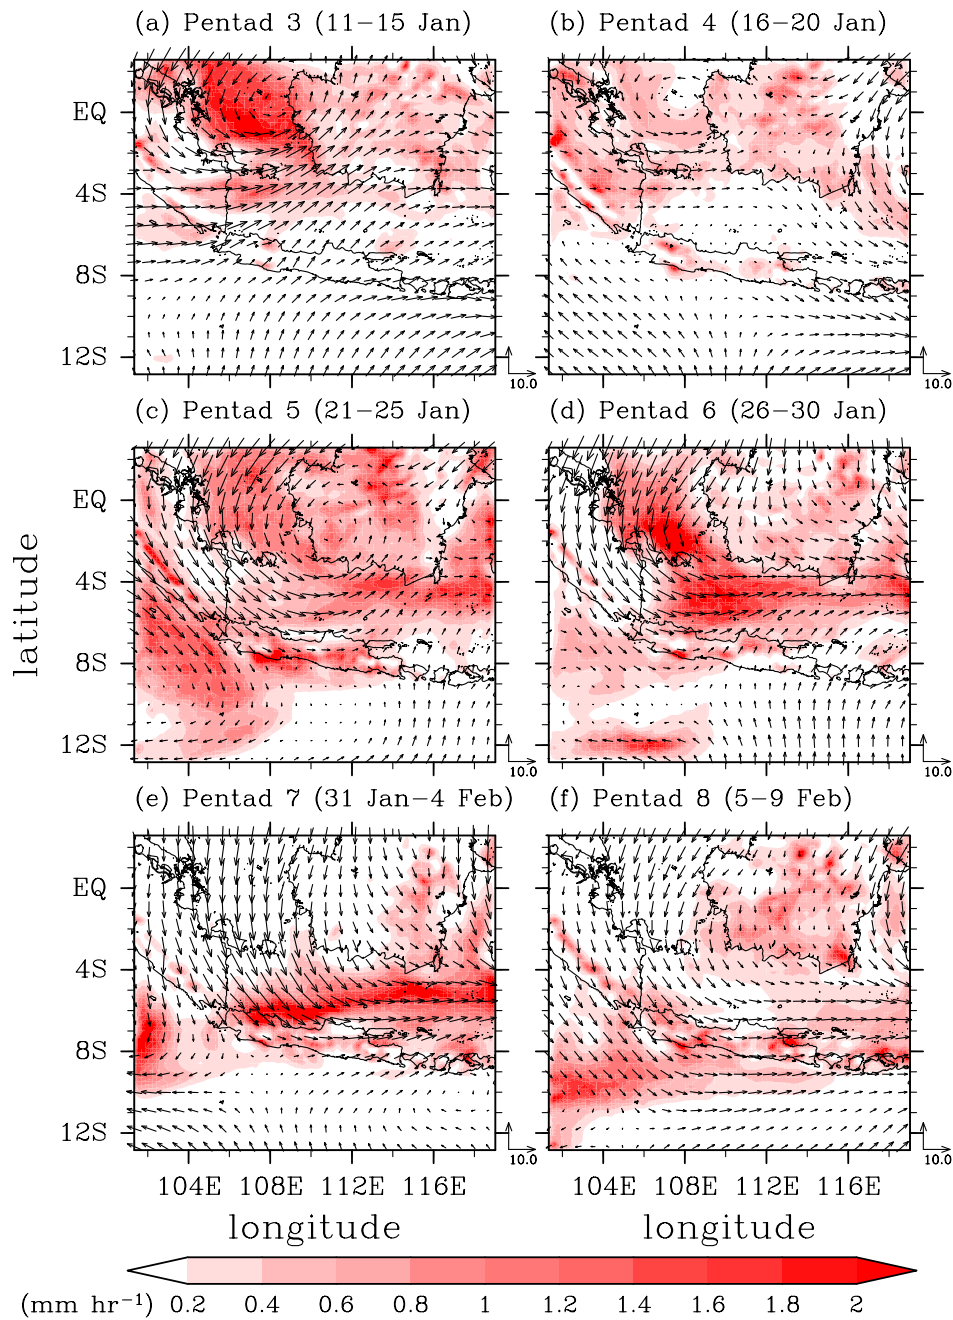 (a) Pentad 3 (11−15 Jan)
(b) Pentad 4 (16−20 Jan)
EQ
4S
8S
12S
10.0
10.0
(c) Pentad 5 (21−25 Jan)
(d) Pentad 6 (26−30 Jan)
EQ
4S
8S
12S
10.0
10.0
latitude
(e) Pentad 7 (31 Jan−4 Feb)
(f) Pentad 8 (5−9 Feb)
EQ
4S
8S
12S
10.0
10.0
104E 108E 112E 116E
104E 108E 112E 116E
longitude
longitude
(mm hr⁻¹) 0.2 0.4 0.6 0.8 1 1.2 1.4 1.6 1.8 2